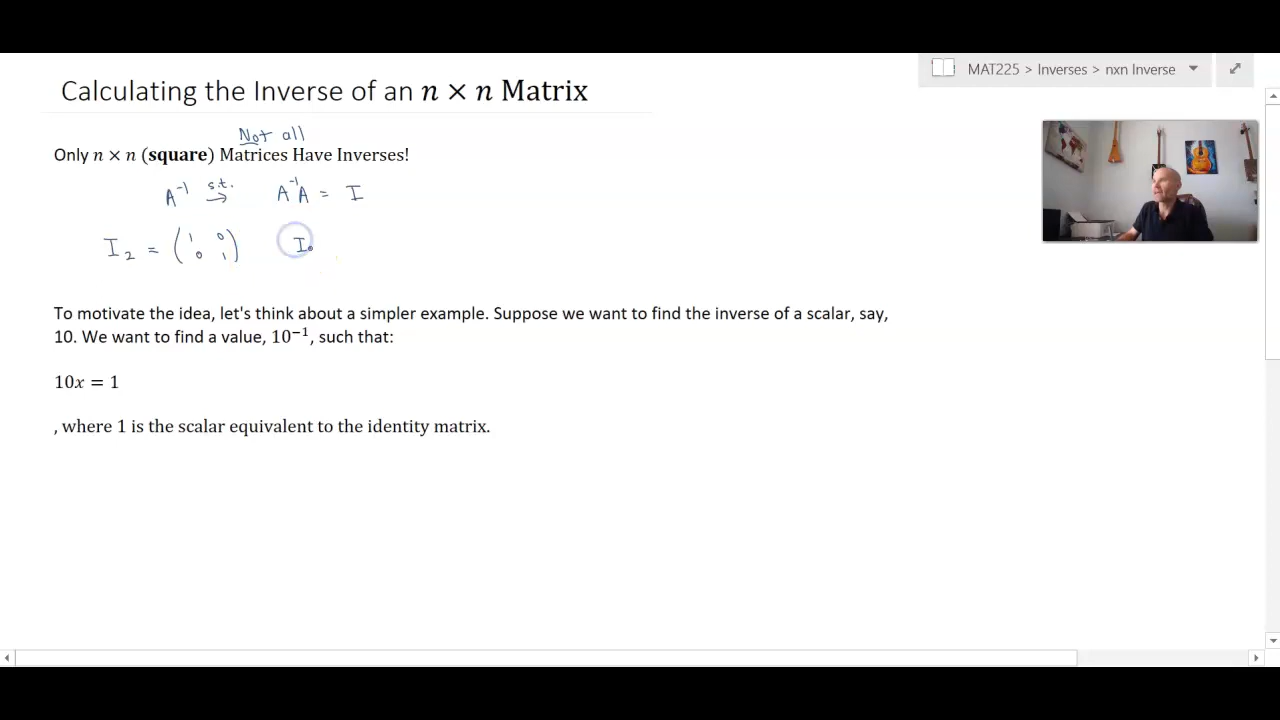 MAT225 > Inverses > nxn Inverse
Calculating the Inverse of an n × n Matrix
Not all
Only n × n (square) Matrices Have Inverses!
A⁻¹ s.t. → A⁻¹A = I
I₂ = (1 0
0 1) I
To motivate the idea, let's think about a simpler example. Suppose we want to find the inverse of a scalar, say,
10. We want to find a value, 10⁻¹, such that:
10x = 1
, where 1 is the scalar equivalent to the identity matrix.